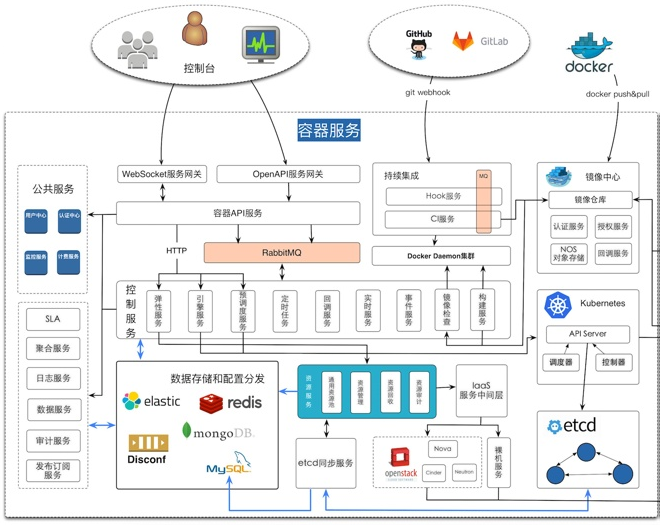 控制台
GitHub
GitLab
docker
git webhook
docker push&pull
容器服务
WebSocket服务网关
OpenAPI服务网关
持续集成
MQ
Hook服务
CI服务
镜像中心
镜像仓库
认证服务
授权服务
NOS
对象存储
回调服务
公共服务
用户中心
认证中心
监控服务
计费服务
容器API服务
HTTP
RabbitMQ
Docker Daemon集群
控制服务
弹性服务
引擎服务
预调度服务
定时任务
回调服务
实时服务
事件服务
镜像检查
构建服务
Kubernetes
API Server
调度器
控制器
SLA
聚合服务
日志服务
数据服务
审计服务
发布订阅
服务
数据存储和配置分发
elastic
redis
mongoDB
Disconf
MySQL
资源服务
通用资源池
资源管理
资源回收
资源审计
IaaS
服务中间层
etcd同步服务
openstack
Nova
Cinder
Neutron
裸机服务
etcd